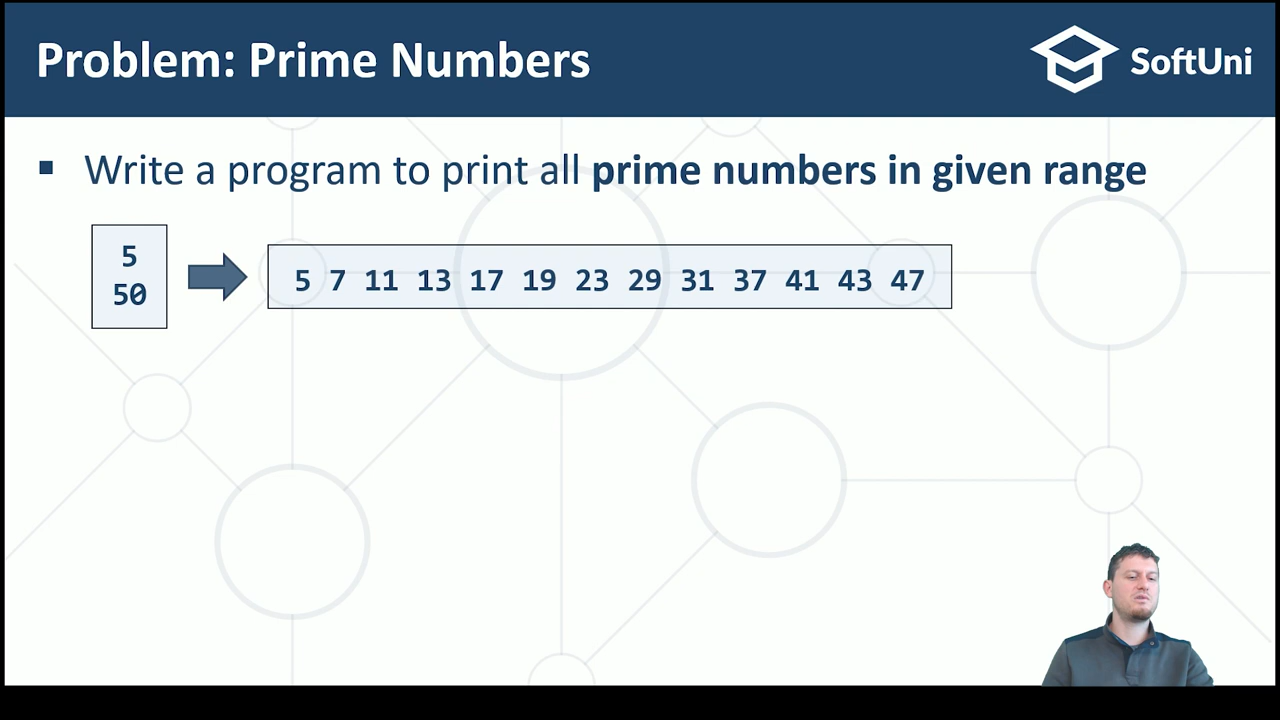 Problem: Prime Numbers
SoftUni
▪ Write a program to print all prime numbers in given range
5
50
5 7 11 13 17 19 23 29 31 37 41 43 47